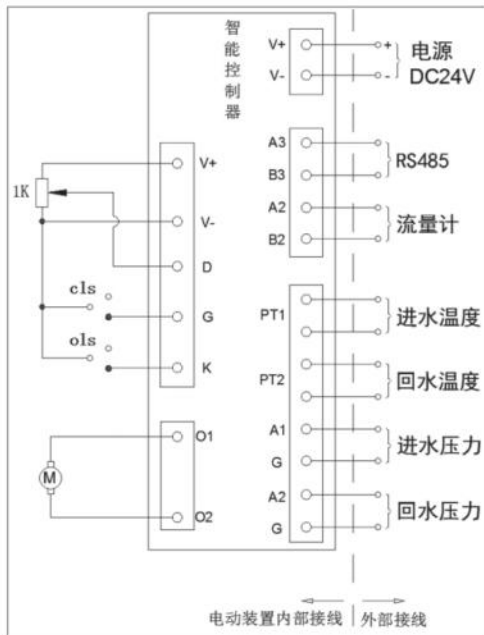 智能控制器
V+
V-
D
G
K
1K
cls
ols
O1
O2
M
V+
V-
+
-
电源
DC24V
A3
B3
RS485
A2
B2
流量计
PT1
进水温度
PT2
回水温度
A1
G
进水压力
A2
G
回水压力
电动装置内部接线
外部接线